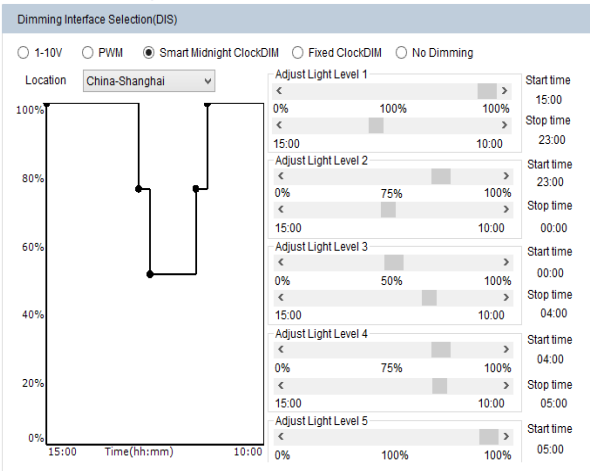 Dimming Interface Selection(DIS)
1-10V PWM Smart Midnight ClockDIM Fixed ClockDIM No Dimming
Location China-Shanghai
100%
80%
60%
40%
20%
0%
15:00 Time(hh:mm) 10:00
Adjust Light Level 1
0% 100% 100%
15:00 10:00
Start time
15:00
Stop time
23:00
Adjust Light Level 2
0% 75% 100%
15:00 10:00
Start time
23:00
Stop time
00:00
Adjust Light Level 3
0% 50% 100%
15:00 10:00
Start time
00:00
Stop time
04:00
Adjust Light Level 4
0% 75% 100%
15:00 10:00
Start time
04:00
Stop time
05:00
Adjust Light Level 5
0% 100% 100%
Start time
05:00